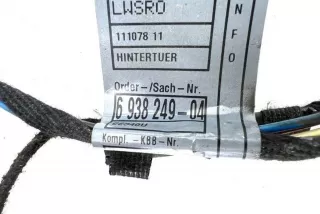 LWSRO
111078 11
HINTERTUER
N
F
O
Order-/Sach-Nr.
6 938 249-04
Kompl.-KBB-Nr.